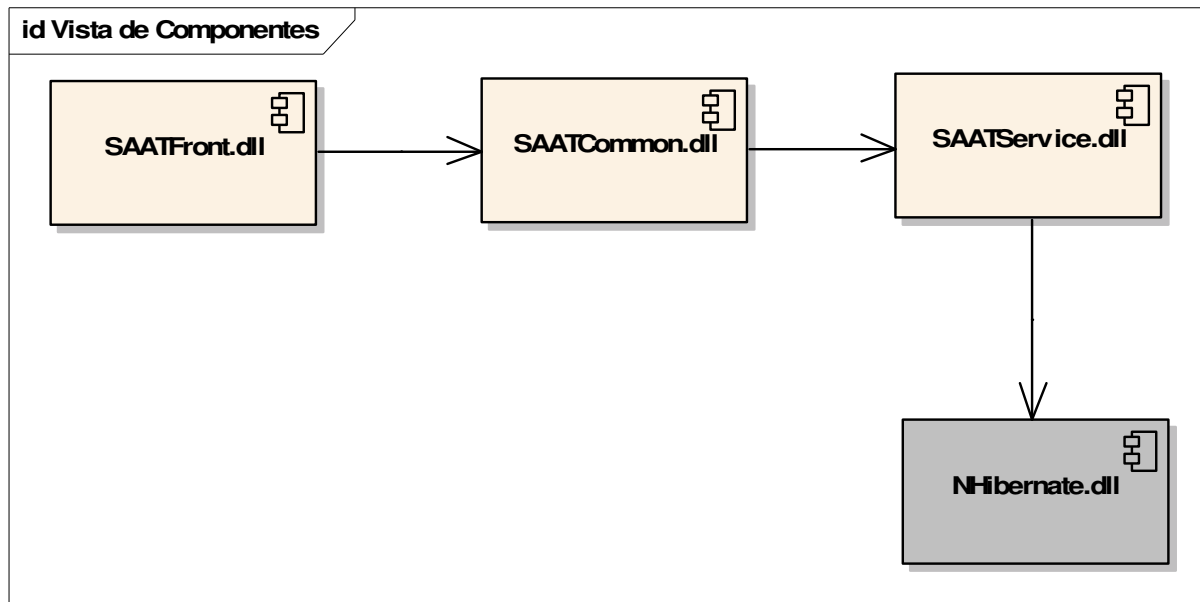 id Vista de Componentes
SAATFront.dll
SAATCommon.dll
SAATService.dll
NHibernate.dll